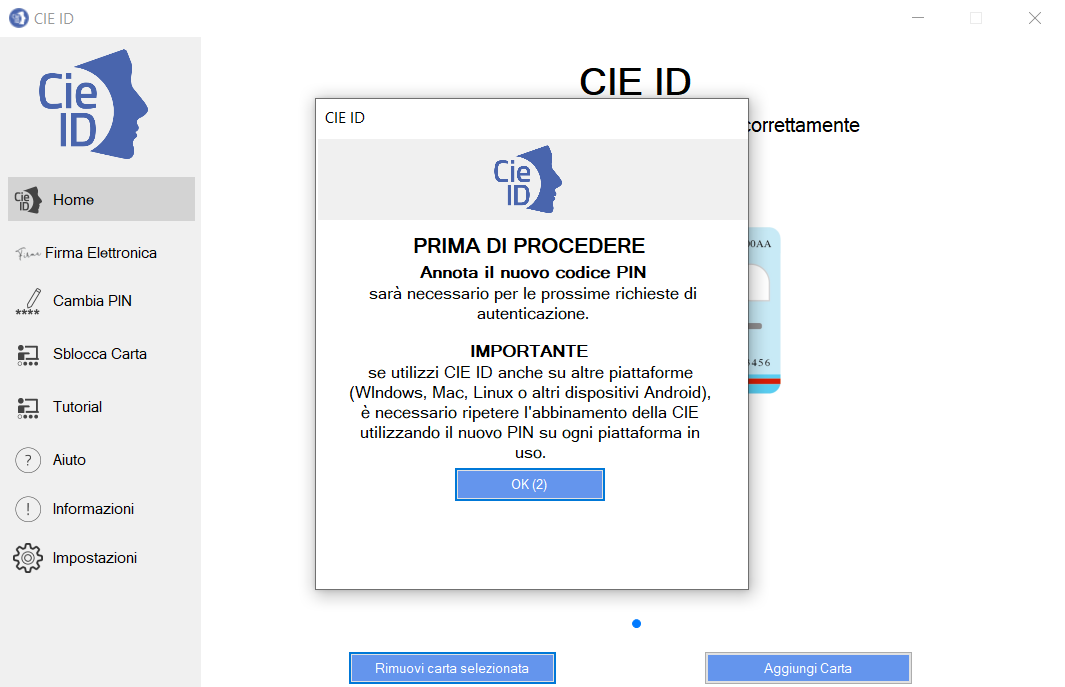 CIE ID
Cie
ID
CIE ID
correttamente
CIE ID
Cie
ID
Cie
ID
Home
PRIMA DI PROCEDERE
00AA
Firma Firma Elettronica
Annota il nuovo codice PIN
sarà necessario per le prossime richieste di
autenticazione.
**** Cambia PIN
IMPORTANTE
Sblocca Carta
se utilizzi CIE ID anche su altre piattaforme
(WIndows, Mac, Linux o altri dispositivi Android),
è necessario ripetere l'abbinamento della CIE
utilizzando il nuovo PIN su ogni piattaforma in
uso.
3456
Tutorial
? Aiuto
OK (2)
! Informazioni
Impostazioni
Rimuovi carta selezionata
Aggiungi Carta